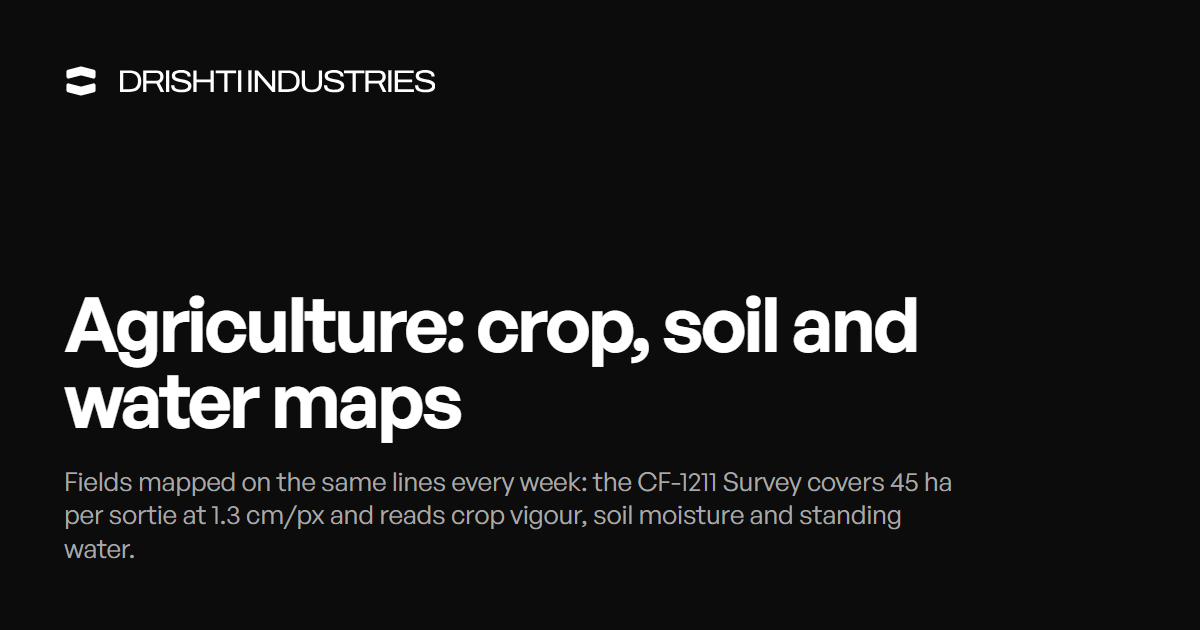 DRISHTI INDUSTRIES
Agriculture: crop, soil and
water maps
Fields mapped on the same lines every week: the CF-1211 Survey covers 45 ha
per sortie at 1.3 cm/px and reads crop vigour, soil moisture and standing
water.